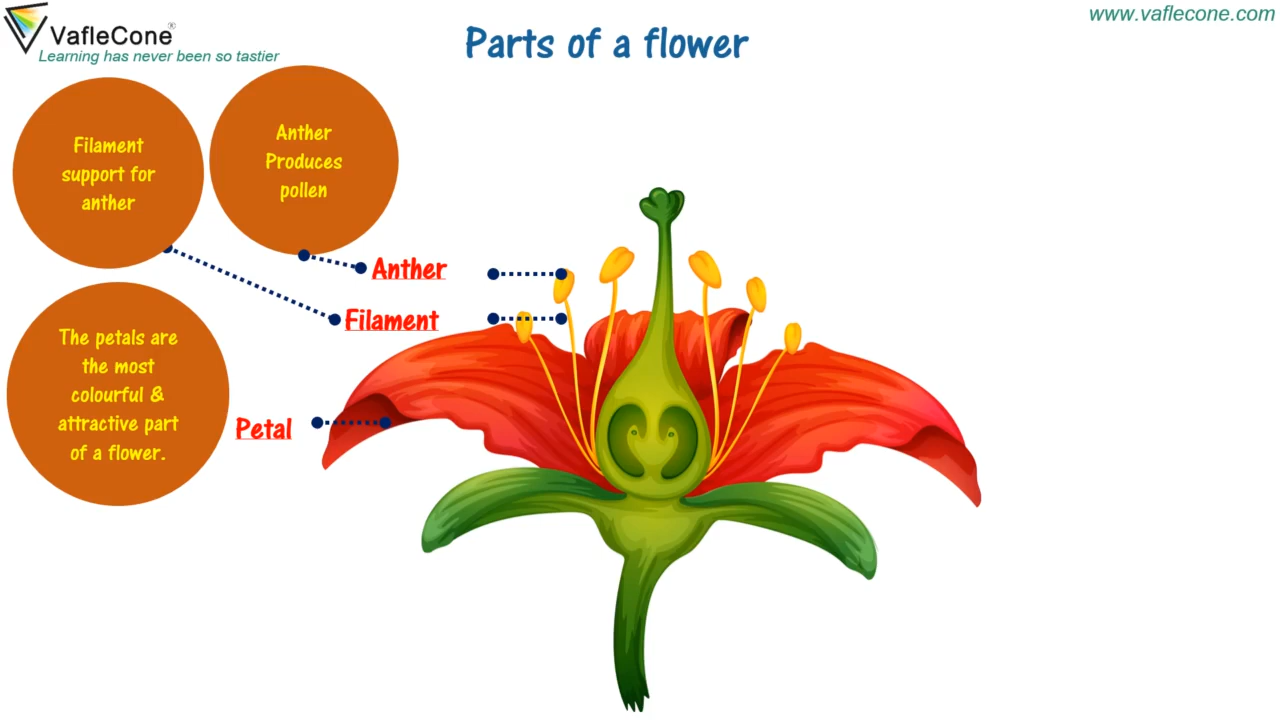 VafleCone®
Learning has never been so tastier
www.vaflecone.com
Parts of a flower
Filament
support for
anther
Anther
Produces
pollen
Anther
Filament
The petals are
the most
colourful &
attractive part
of a flower.
Petal